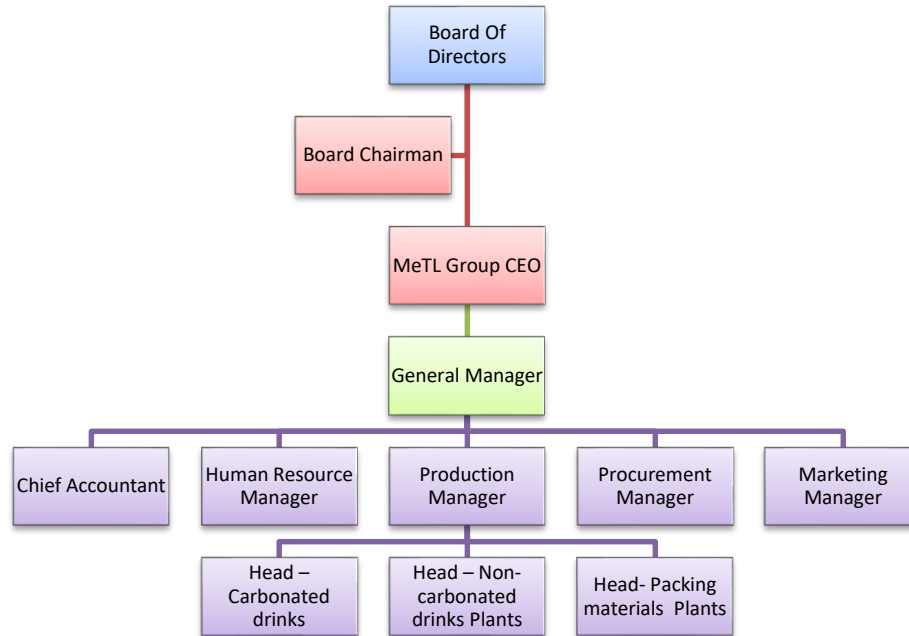 Board Of
Directors
Board Chairman
MeTL Group CEO
General Manager
Chief Accountant
Human Resource
Manager
Production
Manager
Procurement
Manager
Marketing
Manager
Head –
Carbonated
drinks
Head – Non-
carbonated
drinks Plants
Head- Packing
materials  Plants